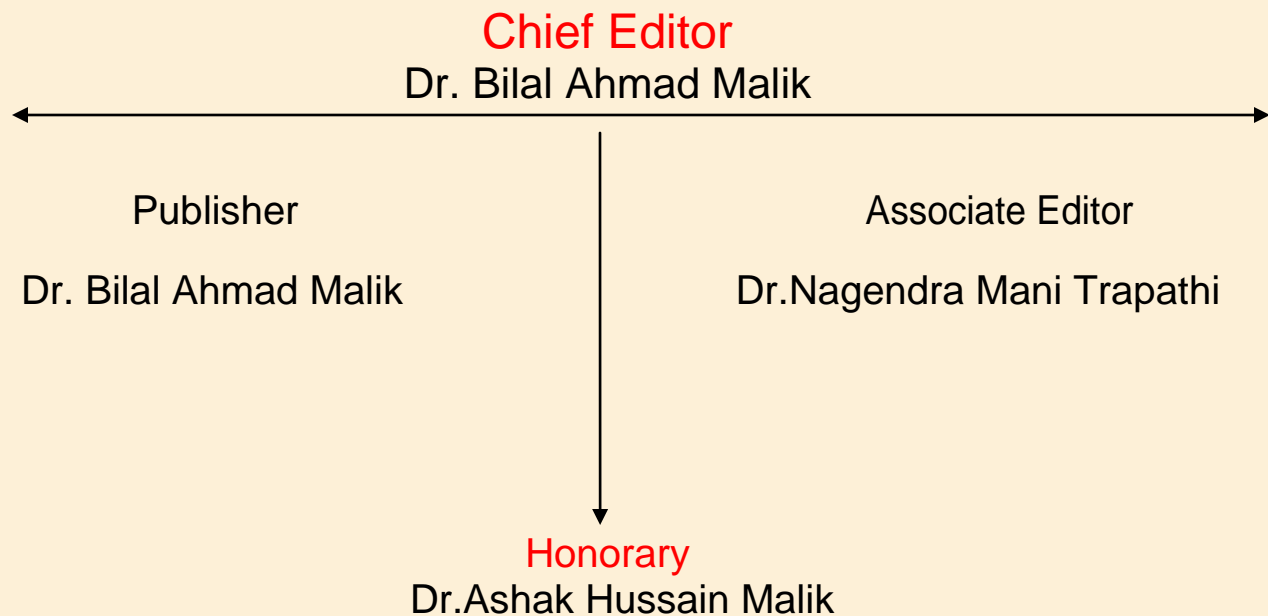 Chief Editor
Dr. Bilal Ahmad Malik
Publisher
Associate Editor
Dr. Bilal Ahmad Malik
Dr.Nagendra Mani Trapathi
Honorary
Dr.Ashak Hussain Malik